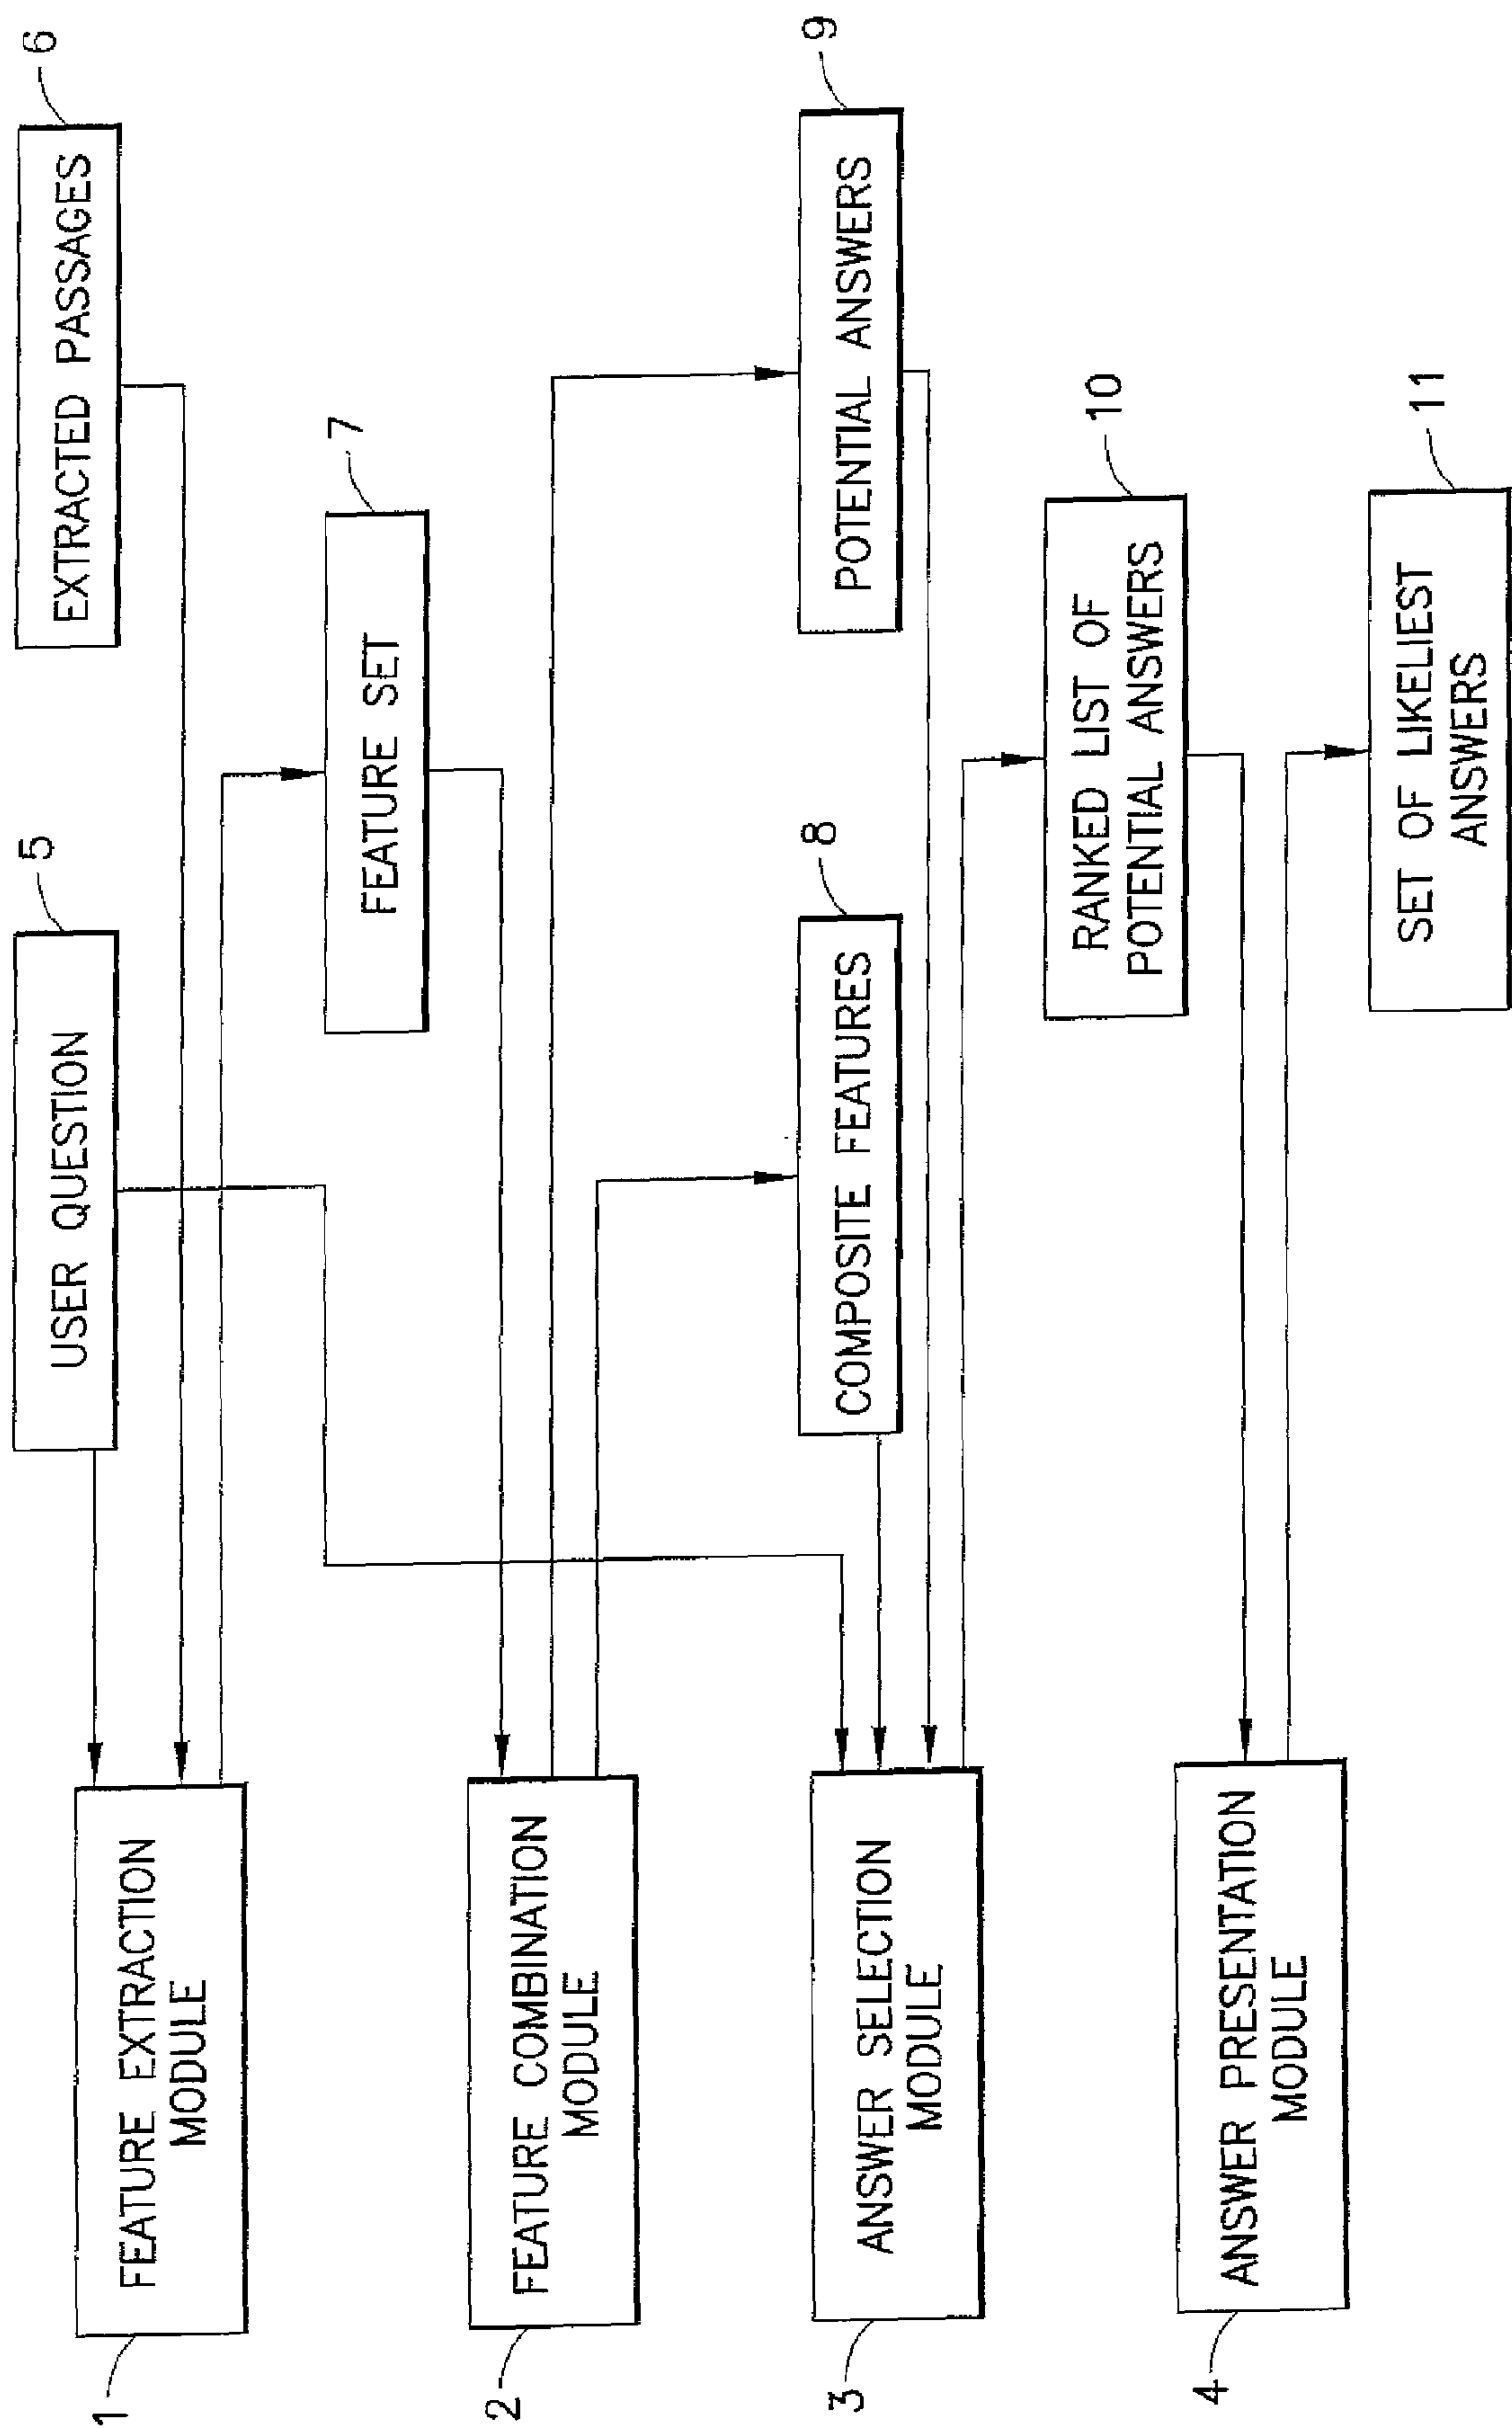 5
6
USER QUESTION
EXTRACTED PASSAGES
1
FEATURE EXTRACTION
MODULE
7
FEATURE SET
2
FEATURE COMBINATION
MODULE
8
9
COMPOSITE FEATURES
POTENTIAL ANSWERS
3
ANSWER SELECTION
MODULE
10
RANKED LIST OF
POTENTIAL ANSWERS
4
ANSWER PRESENTATION
MODULE
11
SET OF LIKELIEST
ANSWERS